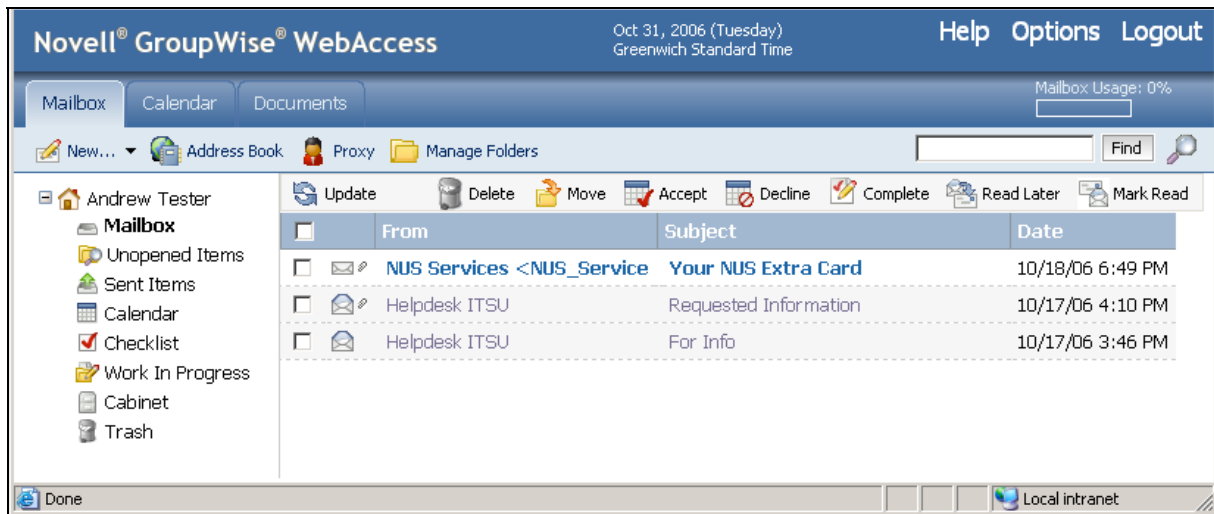 Novell® GroupWise® WebAccess
Oct 31, 2006 (Tuesday)
Greenwich Standard Time
Help Options Logout
Mailbox Calendar Documents
Mailbox Usage: 0%
New... Address Book Proxy Manage Folders
Find
Andrew Tester
Mailbox
Unopened Items
Sent Items
Calendar
Checklist
Work In Progress
Cabinet
Trash
Update Delete Move Accept Decline Complete Read Later Mark Read
From Subject Date
NUS Services <NUS_Service Your NUS Extra Card 10/18/06 6:49 PM
Helpdesk ITSU Requested Information 10/17/06 4:10 PM
Helpdesk ITSU For Info 10/17/06 3:46 PM
Done
Local intranet